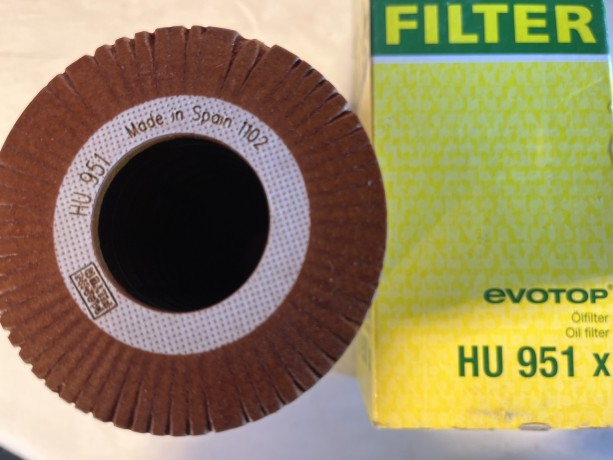 FILTER
HU 951 Made in Spain 1102
evotop®
Ölfilter
Oil filter
HU 951 x